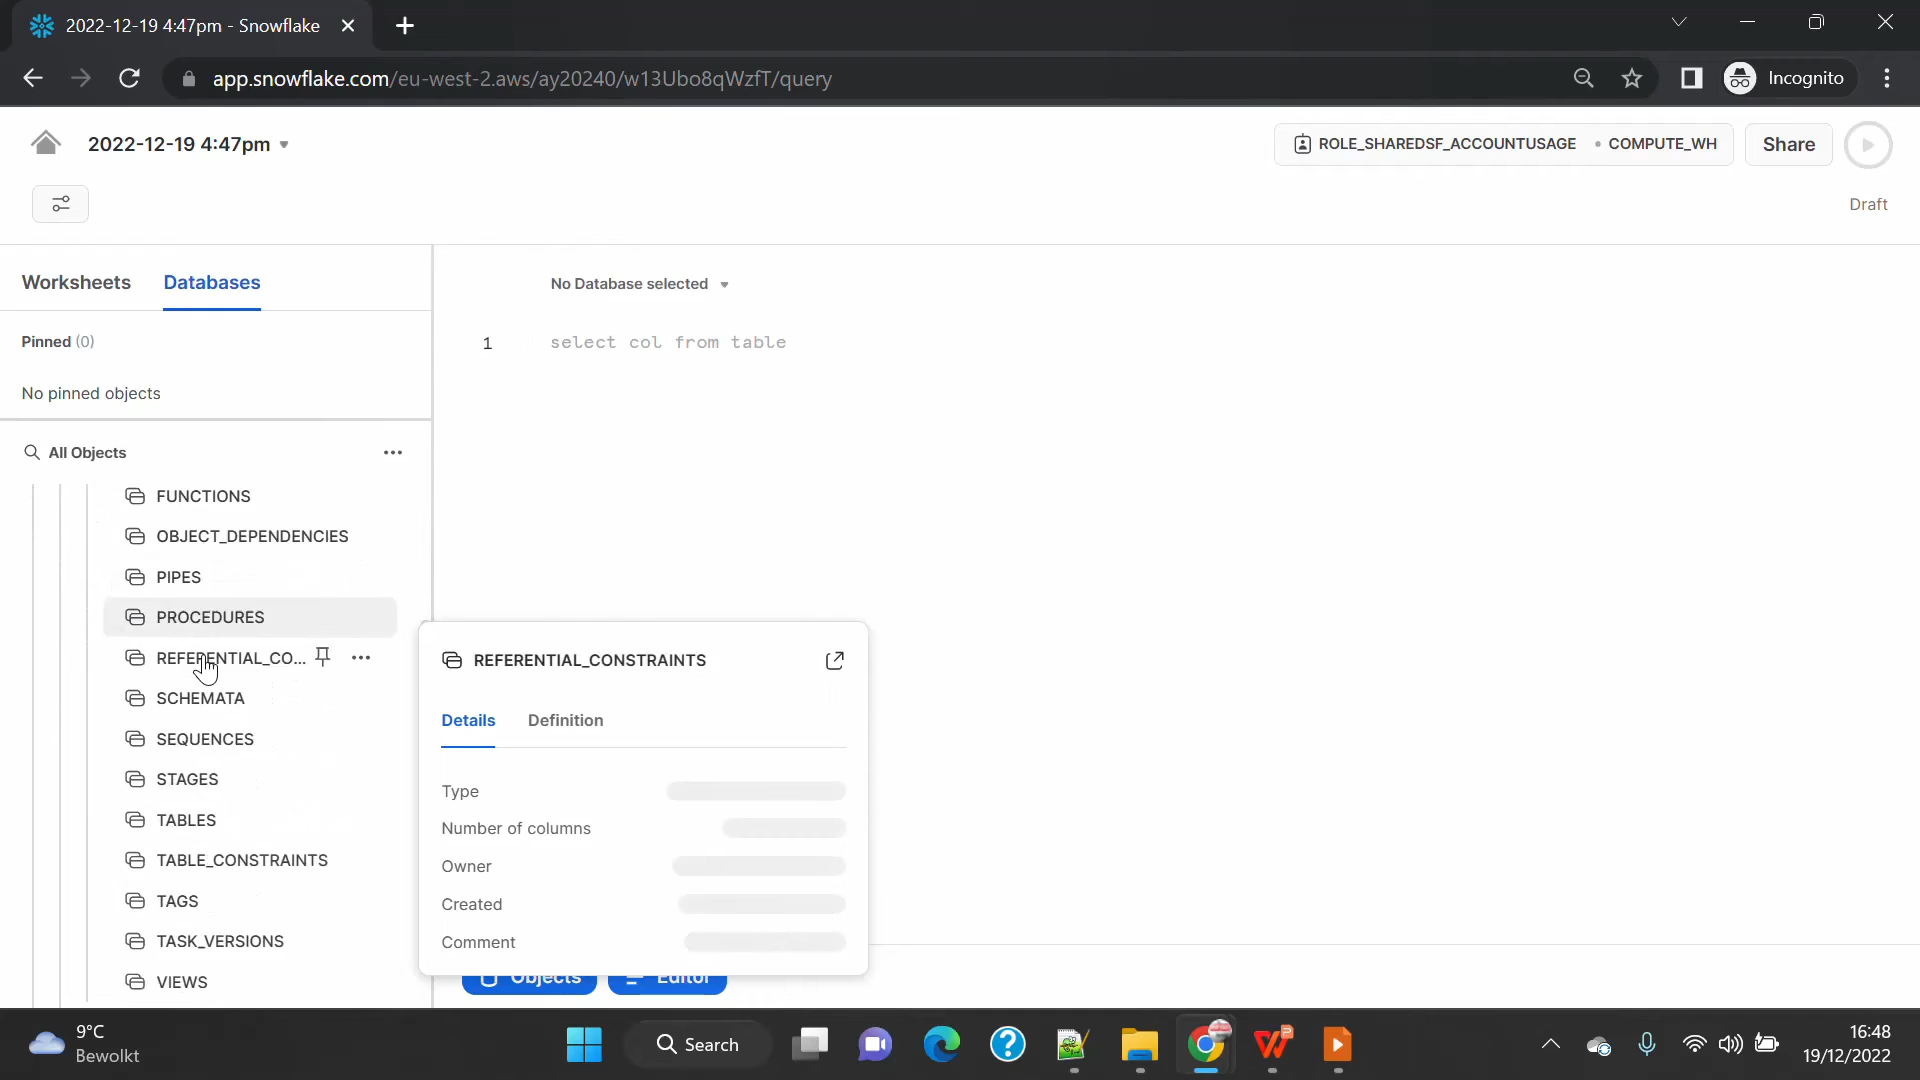 2022-12-19 4:47pm - Snowflake
app.snowflake.com/eu-west-2.aws/ay20240/w13Ubo8qWzfT/query
Incognito
2022-12-19 4:47pm
ROLE_SHAREDSF_ACCOUNTUSAGE • COMPUTE_WH
Share
Draft
Worksheets
Databases
No Database selected
Pinned (0)
1
select col from table
No pinned objects
All Objects
FUNCTIONS
OBJECT_DEPENDENCIES
PIPES
PROCEDURES
REFERENTIAL_CO...
SCHEMATA
SEQUENCES
STAGES
TABLES
TABLE_CONSTRAINTS
TAGS
TASK_VERSIONS
VIEWS
REFERENTIAL_CONSTRAINTS
Details
Definition
Type
Number of columns
Owner
Created
Comment
Objects
Editor
9°C
Bewolkt
Search
16:48
19/12/2022